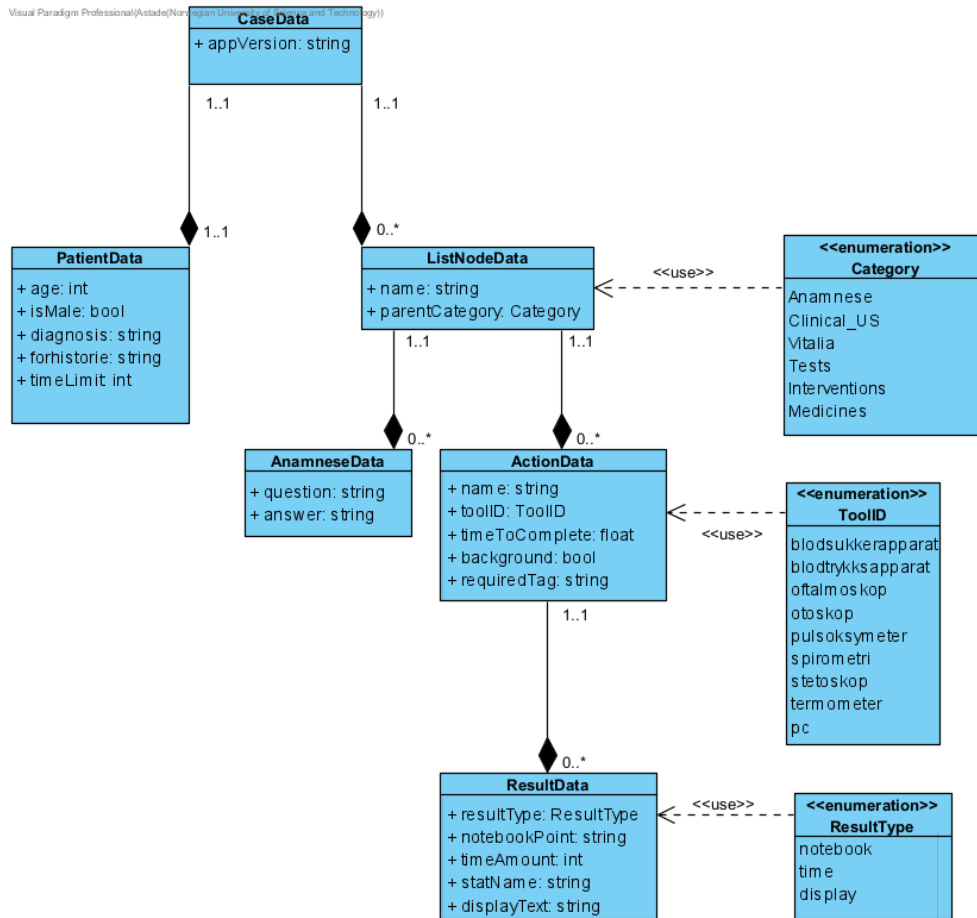 Visual Paradigm Professional(Astade(Norwegian University of Science and Technology))
CaseData
+ appVersion: string
1..1
1..1
1..1
0..*
PatientData
+ age: int
+ isMale: bool
+ diagnosis: string
+ forhistorie: string
+ timeLimit: int
ListNodeData
+ name: string
+ parentCategory: Category
<<use>>
<<enumeration>>
Category
Anamnese
Clinical_US
Vitalia
Tests
Interventions
Medicines
1..1
1..1
0..*
0..*
AnamneseData
+ question: string
+ answer: string
ActionData
+ name: string
+ toolID: ToolID
+ timeToComplete: float
+ background: bool
+ requiredTag: string
<<use>>
<<enumeration>>
ToolID
blodsukkerapparat
blodtrykksapparat
oftalmoskop
otoskop
pulsoksymeter
spirometri
stetoskop
termometer
pc
1..1
0..*
ResultData
+ resultType: ResultType
+ notebookPoint: string
+ timeAmount: int
+ statName: string
+ displayText: string
<<use>>
<<enumeration>>
ResultType
notebook
time
display